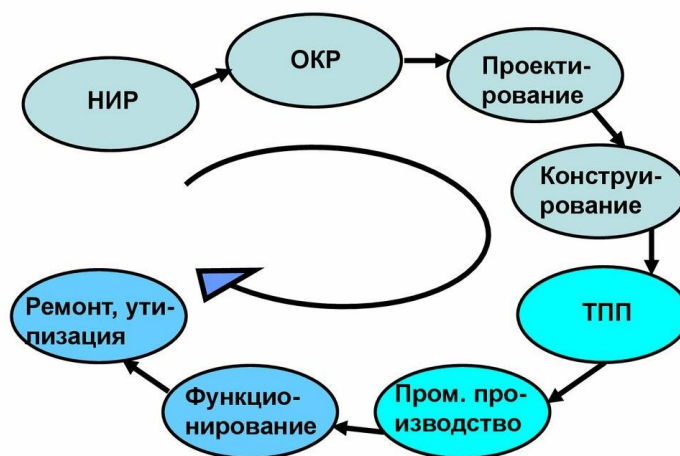 НИР
ОКР
Проекти-
рование
Конструи-
рование
ТПП
Пром. про-
изводство
Функцио-
нирование
Ремонт, ути-
лизация